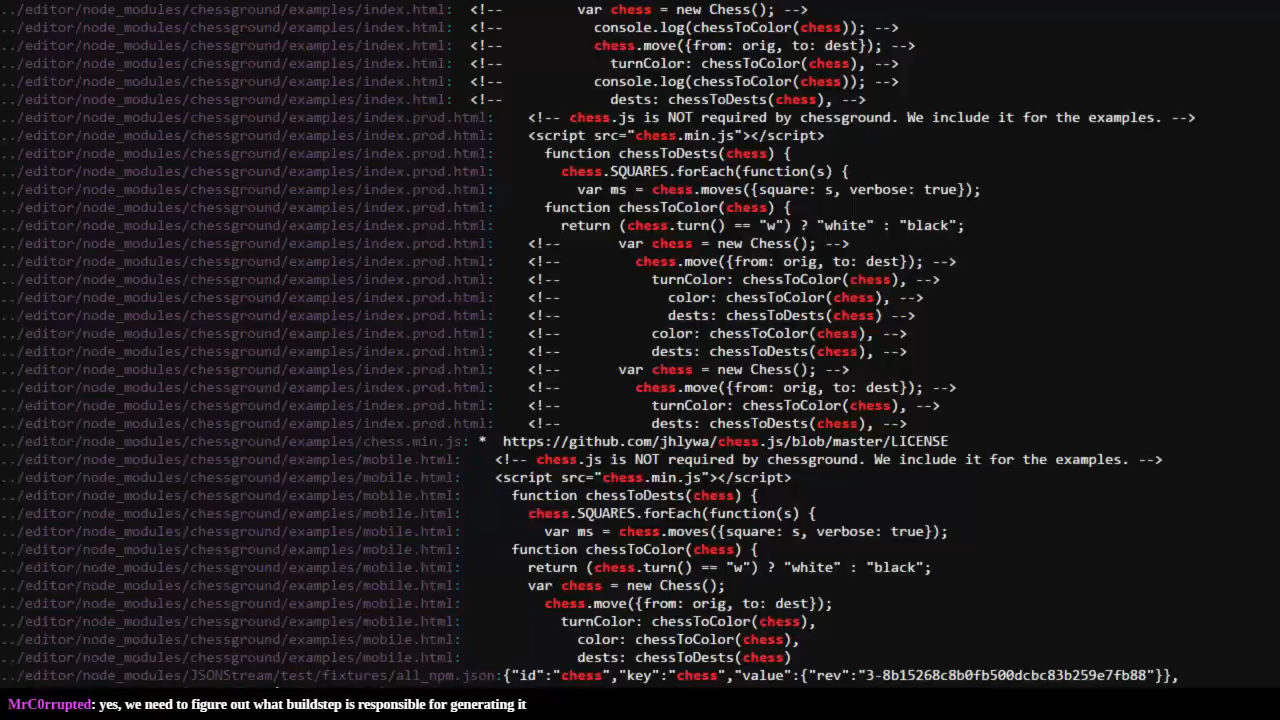 ../editor/node_modules/chessground/examples/index.html: <!-- var chess = new Chess(); -->
../editor/node_modules/chessground/examples/index.html: <!-- console.log(chessToColor(chess)); -->
../editor/node_modules/chessground/examples/index.html: <!-- chess.move({from: orig, to: dest}); -->
../editor/node_modules/chessground/examples/index.html: <!-- turnColor: chessToColor(chess), -->
../editor/node_modules/chessground/examples/index.html: <!-- console.log(chessToColor(chess)); -->
../editor/node_modules/chessground/examples/index.html: <!-- dests: chessToDests(chess), -->
../editor/node_modules/chessground/examples/index.prod.html: <!-- chess.js is NOT required by chessground. We include it for the examples. -->
../editor/node_modules/chessground/examples/index.prod.html: <script src="chess.min.js"></script>
../editor/node_modules/chessground/examples/index.prod.html: function chessToDests(chess) {
../editor/node_modules/chessground/examples/index.prod.html: chess.SQUARES.forEach(function(s) {
../editor/node_modules/chessground/examples/index.prod.html: var ms = chess.moves({square: s, verbose: true});
../editor/node_modules/chessground/examples/index.prod.html: function chessToColor(chess) {
../editor/node_modules/chessground/examples/index.prod.html: return (chess.turn() == "w") ? "white" : "black";
../editor/node_modules/chessground/examples/index.prod.html: <!-- var chess = new Chess(); -->
../editor/node_modules/chessground/examples/index.prod.html: <!-- chess.move({from: orig, to: dest}); -->
../editor/node_modules/chessground/examples/index.prod.html: <!-- turnColor: chessToColor(chess), -->
../editor/node_modules/chessground/examples/index.prod.html: <!-- color: chessToColor(chess), -->
../editor/node_modules/chessground/examples/index.prod.html: <!-- dests: chessToDests(chess) -->
../editor/node_modules/chessground/examples/index.prod.html: <!-- color: chessToColor(chess), -->
../editor/node_modules/chessground/examples/index.prod.html: <!-- dests: chessToDests(chess), -->
../editor/node_modules/chessground/examples/index.prod.html: <!-- var chess = new Chess(); -->
../editor/node_modules/chessground/examples/index.prod.html: <!-- chess.move({from: orig, to: dest}); -->
../editor/node_modules/chessground/examples/index.prod.html: <!-- turnColor: chessToColor(chess), -->
../editor/node_modules/chessground/examples/index.prod.html: <!-- dests: chessToDests(chess), -->
../editor/node_modules/chessground/examples/chess.min.js: * https://github.com/jhlywa/chess.js/blob/master/LICENSE
../editor/node_modules/chessground/examples/mobile.html: <!-- chess.js is NOT required by chessground. We include it for the examples. -->
../editor/node_modules/chessground/examples/mobile.html: <script src="chess.min.js"></script>
../editor/node_modules/chessground/examples/mobile.html: function chessToDests(chess) {
../editor/node_modules/chessground/examples/mobile.html: chess.SQUARES.forEach(function(s) {
../editor/node_modules/chessground/examples/mobile.html: var ms = chess.moves({square: s, verbose: true});
../editor/node_modules/chessground/examples/mobile.html: function chessToColor(chess) {
../editor/node_modules/chessground/examples/mobile.html: return (chess.turn() == "w") ? "white" : "black";
../editor/node_modules/chessground/examples/mobile.html: var chess = new Chess();
../editor/node_modules/chessground/examples/mobile.html: chess.move({from: orig, to: dest});
../editor/node_modules/chessground/examples/mobile.html: turnColor: chessToColor(chess),
../editor/node_modules/chessground/examples/mobile.html: color: chessToColor(chess),
../editor/node_modules/chessground/examples/mobile.html: dests: chessToDests(chess)
../editor/node_modules/JSONStream/test/fixtures/all_npm.json:{"id":"chess","key":"chess","value":{"rev":"3-8b15268c8b0fb500dcbc83b259e7fb88"}},
MrC0rrupted: yes, we need to figure out what buildstep is responsible for generating it